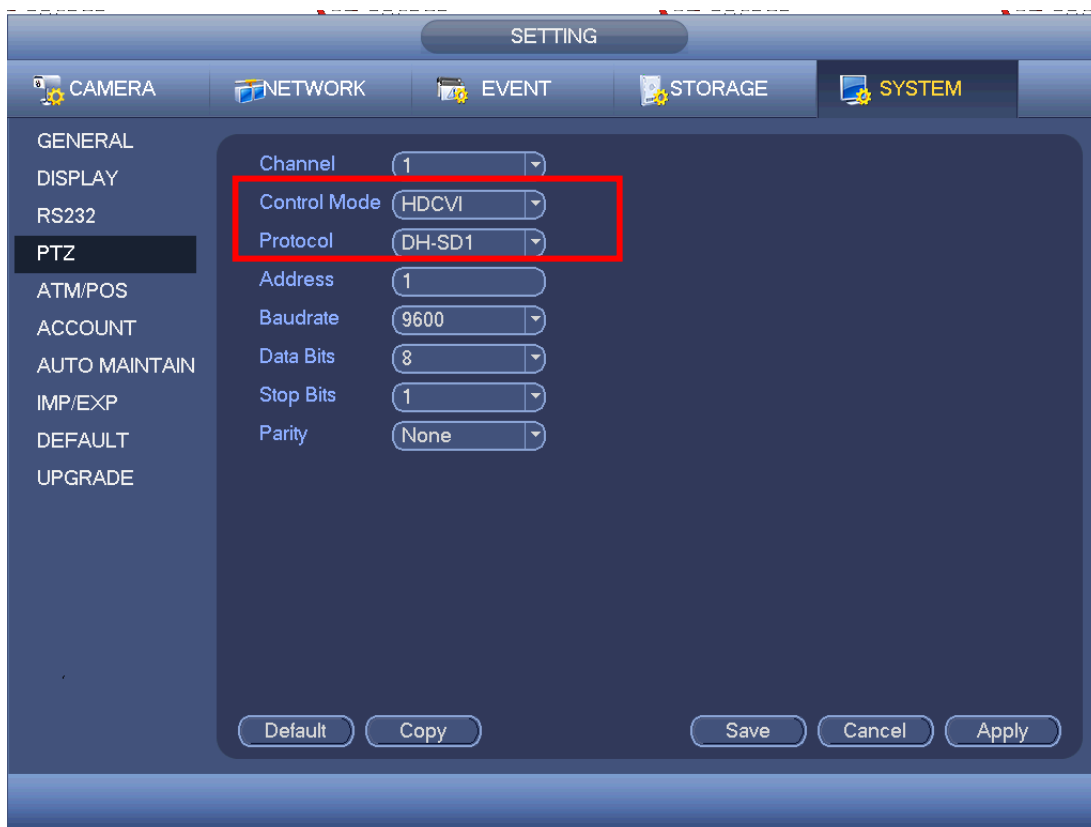 SETTING
CAMERA NETWORK EVENT STORAGE SYSTEM
GENERAL
DISPLAY
RS232
PTZ
ATM/POS
ACCOUNT
AUTO MAINTAIN
IMP/EXP
DEFAULT
UPGRADE
Channel 1
Control Mode HDCVI
Protocol DH-SD1
Address 1
Baudrate 9600
Data Bits 8
Stop Bits 1
Parity None
Default Copy Save Cancel Apply